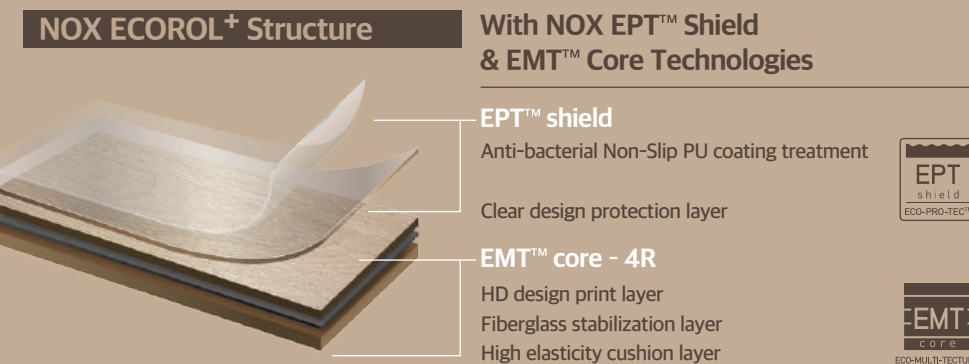 NOX ECOROL+ Structure
With NOX EPT™ Shield
& EMT™ Core Technologies
EPT™ shield
Anti-bacterial Non-Slip PU coating treatment
Clear design protection layer
EMT™ core - 4R
HD design print layer
Fiberglass stabilization layer
High elasticity cushion layer
EPT
shield
ECO-PRO-TEC
EMT
core